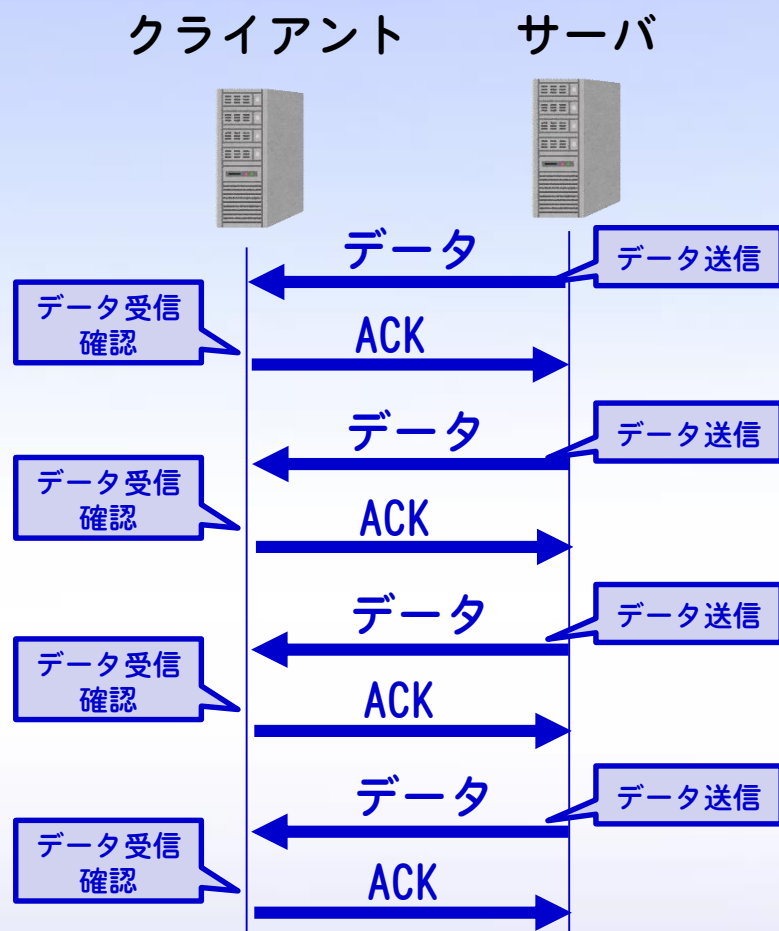 クライアント
サーバ
データ
データ送信
データ受信
確認
ACK
データ
データ送信
データ受信
確認
ACK
データ
データ送信
データ受信
確認
ACK
データ
データ送信
データ受信
確認
ACK